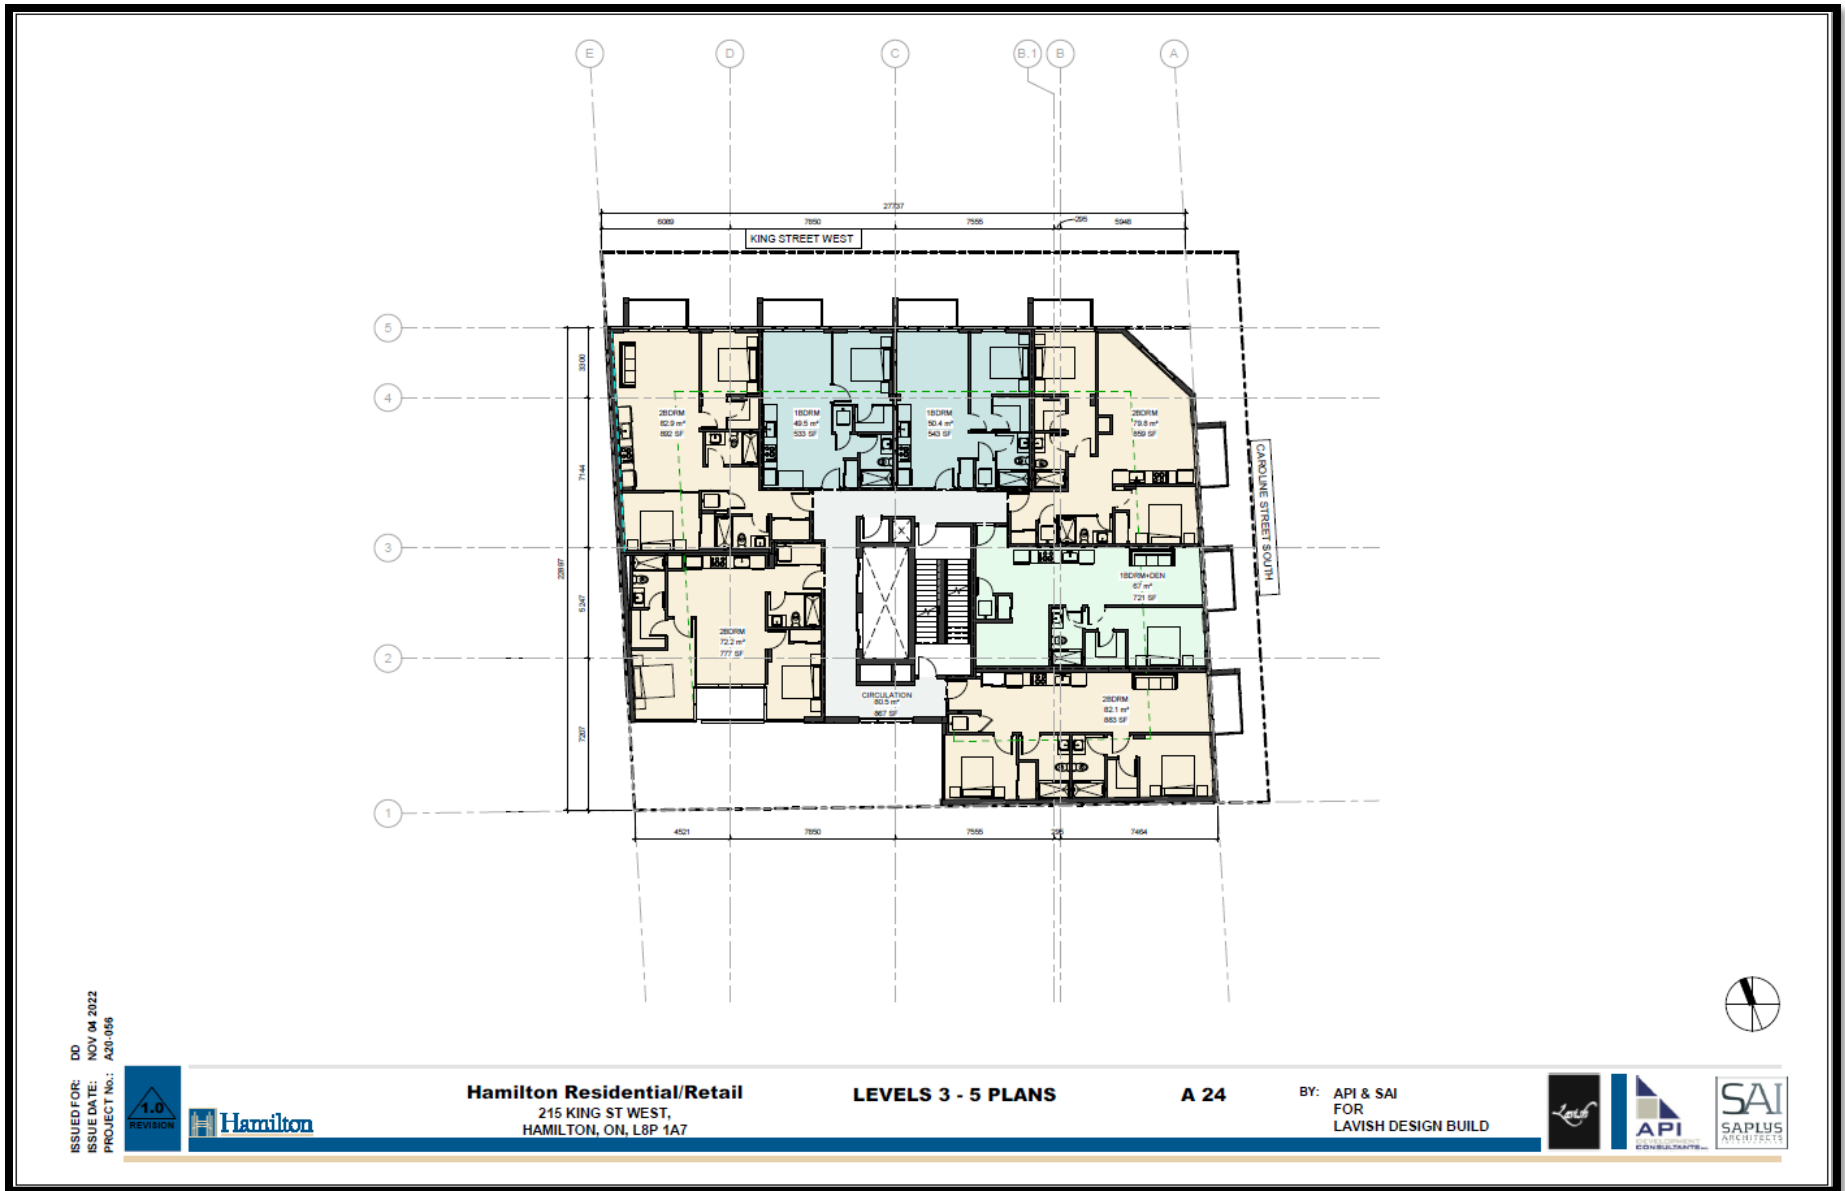 E
D
C
B.1
B
A
27737
6089
7850
7555
295
5946
KING STREET WEST
5
4
3
2
1
3300
7144
22897
5247
7207
2BDRM
82.9 m²
892 SF
1BDRM
49.5 m²
533 SF
1BDRM
50.4 m²
543 SF
2BDRM
79.8 m²
859 SF
CAROLINE STREET SOUTH
1BDRM+DEN
67 m²
721 SF
2BDRM
72.2 m²
777 SF
CIRCULATION
80.5 m²
867 SF
2BDRM
82.1 m²
883 SF
4521
7850
7555
295
7464
ISSUED FOR: DD
ISSUE DATE: NOV 04 2022
PROJECT No.: A20-056
1.0
REVISION
Hamilton
Hamilton Residential/Retail
215 KING ST WEST,
HAMILTON, ON, L8P 1A7
LEVELS 3 - 5 PLANS
A 24
BY: API & SAI
FOR
LAVISH DESIGN BUILD
Lavish
API
DEVELOPMENT
CONSULTANTS
SAI
SAPLYS
ARCHITECTS